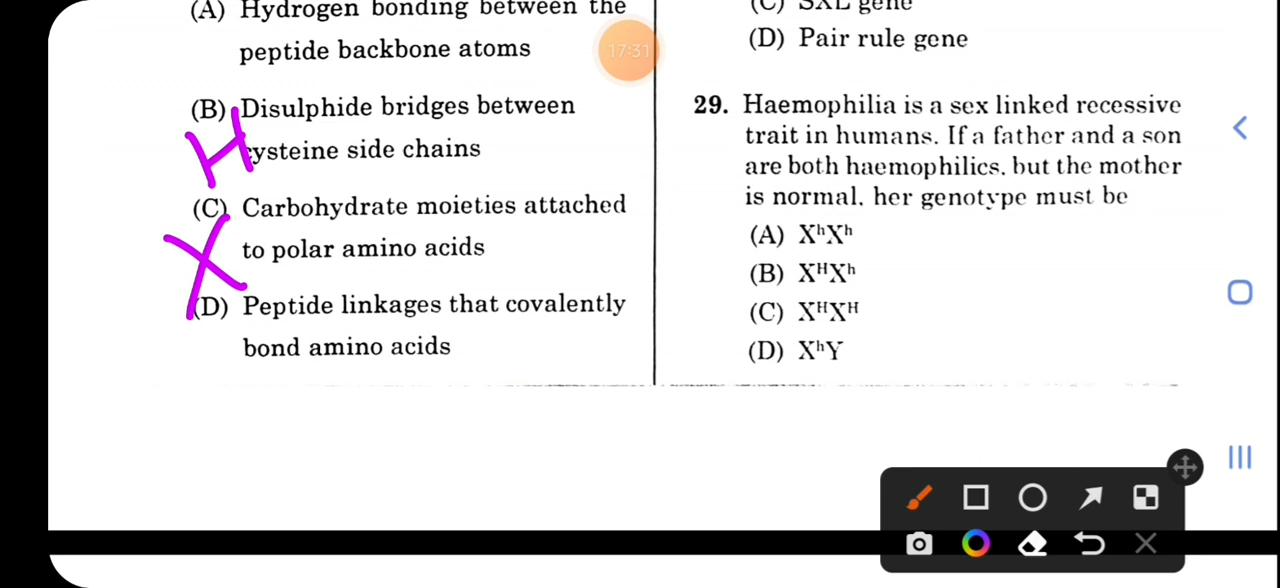 (A) Hydrogen bonding between the
peptide backbone atoms
(B) Disulphide bridges between
cysteine side chains
(C) Carbohydrate moieties attached
to polar amino acids
(D) Peptide linkages that covalently
bond amino acids
17:31
(C) SXL gene
(D) Pair rule gene
29. Haemophilia is a sex linked recessive
trait in humans. If a father and a son
are both haemophilics, but the mother
is normal, her genotype must be
(A) XʰXʰ
(B) XᴴXʰ
(C) XᴴXᴴ
(D) XʰY